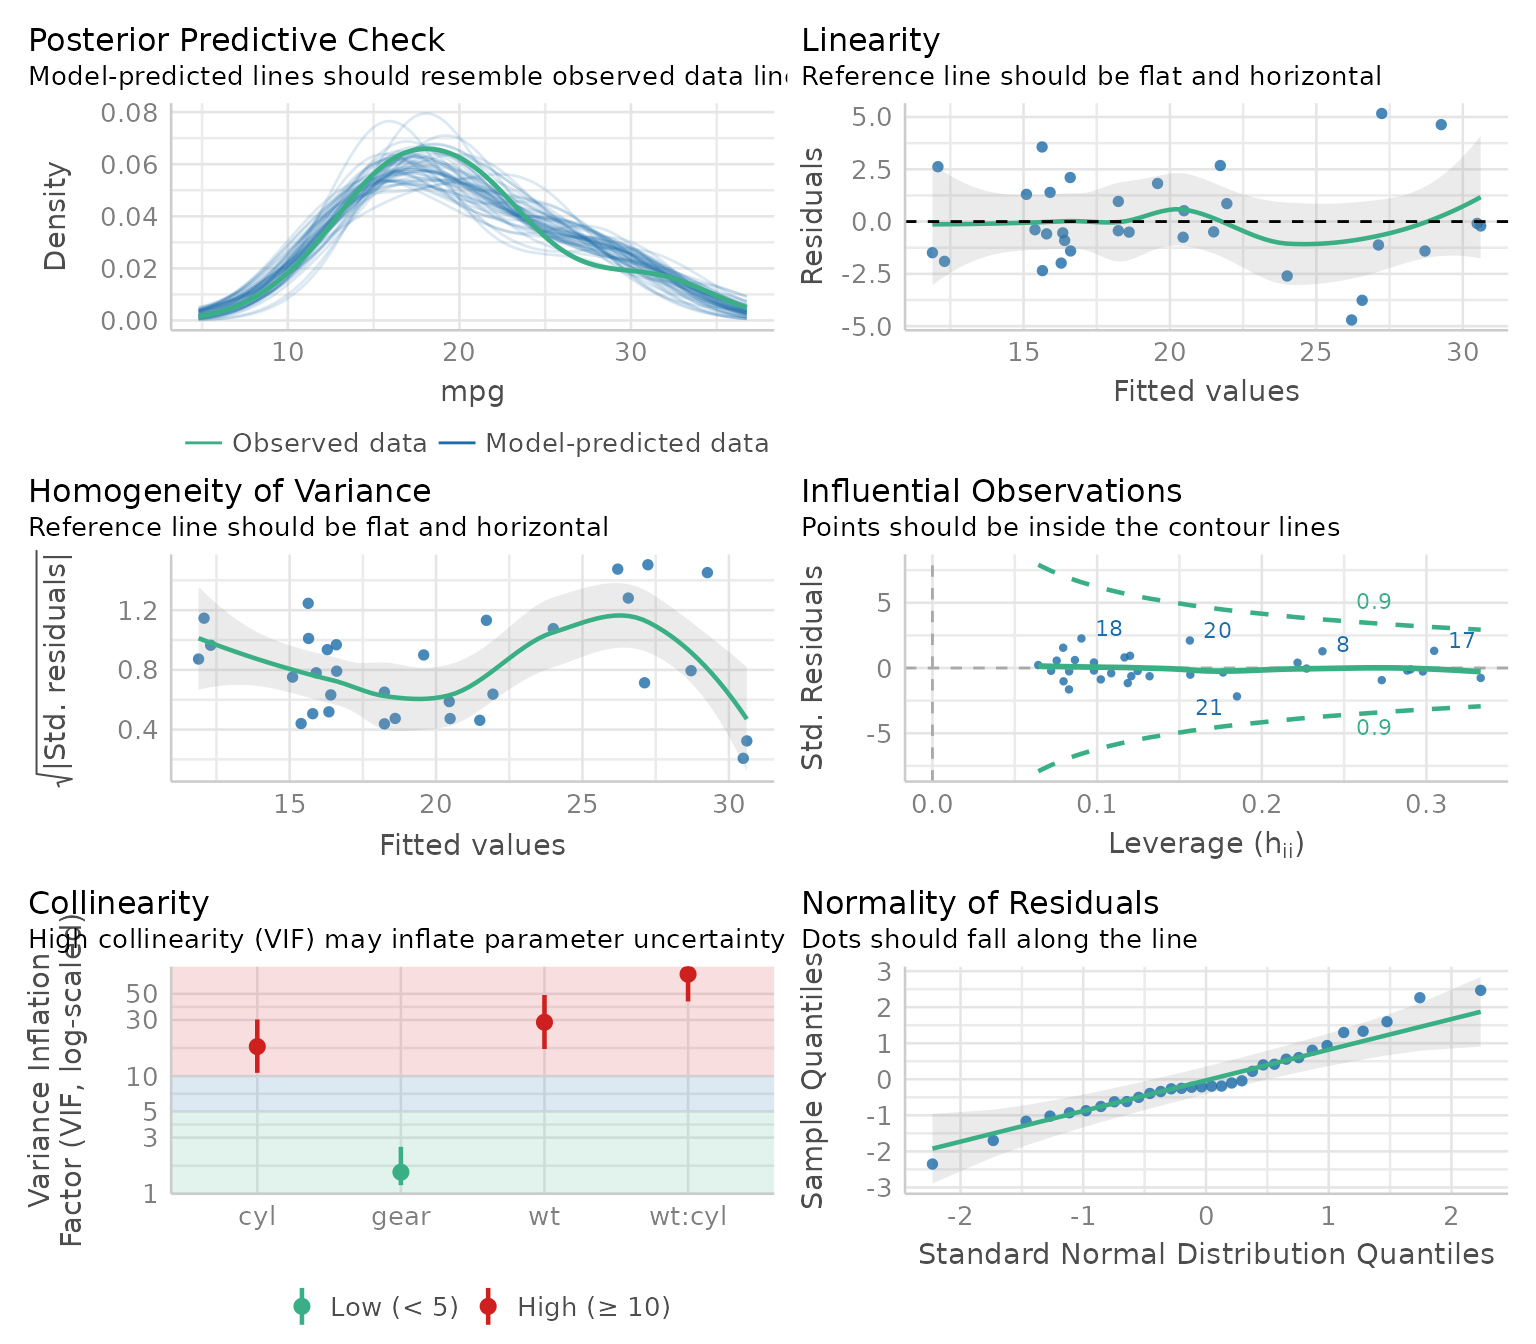 Posterior Predictive Check
Model-predicted lines should resemble observed data lin
Density
0.08
0.06
0.04
0.02
0.00
10 20 30
mpg
Observed data Model-predicted data
Linearity
Reference line should be flat and horizontal
Residuals
5.0
2.5
0.0
-2.5
-5.0
15 20 25 30
Fitted values
Homogeneity of Variance
Reference line should be flat and horizontal
√|Std. residuals|
1.2
0.8
0.4
15 20 25 30
Fitted values
Influential Observations
Points should be inside the contour lines
Std. Residuals
5
0
-5
0.9
18 20 8 17
21
0.9
0.0 0.1 0.2 0.3
Leverage (hii)
Collinearity
High collinearity (VIF) may inflate parameter uncertainty
Variance Inflation
Factor (VIF, log-scaled)
50
30
10
5
3
1
cyl gear wt wt:cyl
Low (< 5) High (≥ 10)
Normality of Residuals
Dots should fall along the line
Sample Quantiles
3
2
1
0
-1
-2
-3
-2 -1 0 1 2
Standard Normal Distribution Quantiles